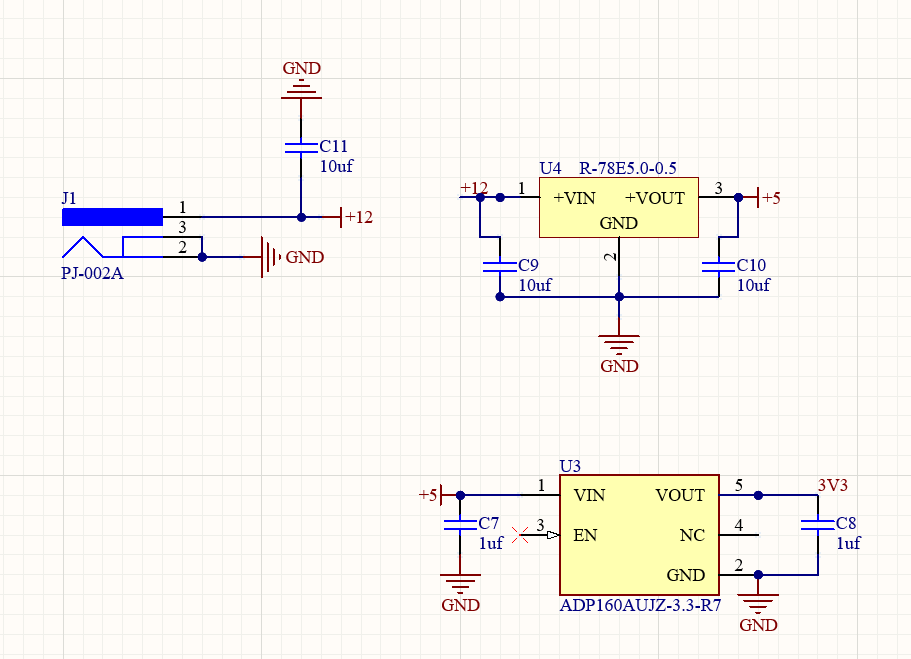 GND
C11
10uf
J1
1
3
2
PJ-002A
+12
GND
U4 R-78E5.0-0.5
+12
1
+VIN
+VOUT
3
+5
GND
2
C9
10uf
C10
10uf
GND
U3
+5
1
VIN
VOUT
5
3V3
C7
1uf
3
EN
NC
4
C8
1uf
GND
2
GND
ADP160AUJZ-3.3-R7
GND